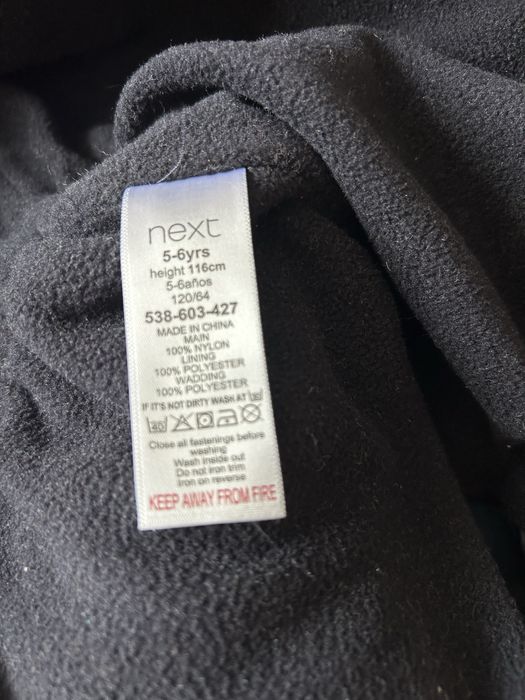 next
5-6yrs
height 116cm
5-6años
120/64
538-603-427
MADE IN CHINA
MAIN
100% NYLON
LINING
100% POLYESTER
WADDING
100% POLYESTER
IF IT'S NOT DIRTY WASH AT 30
40
Close all fastenings before
washing
Wash inside out
Do not iron trim
Iron on reverse
KEEP AWAY FROM FIRE